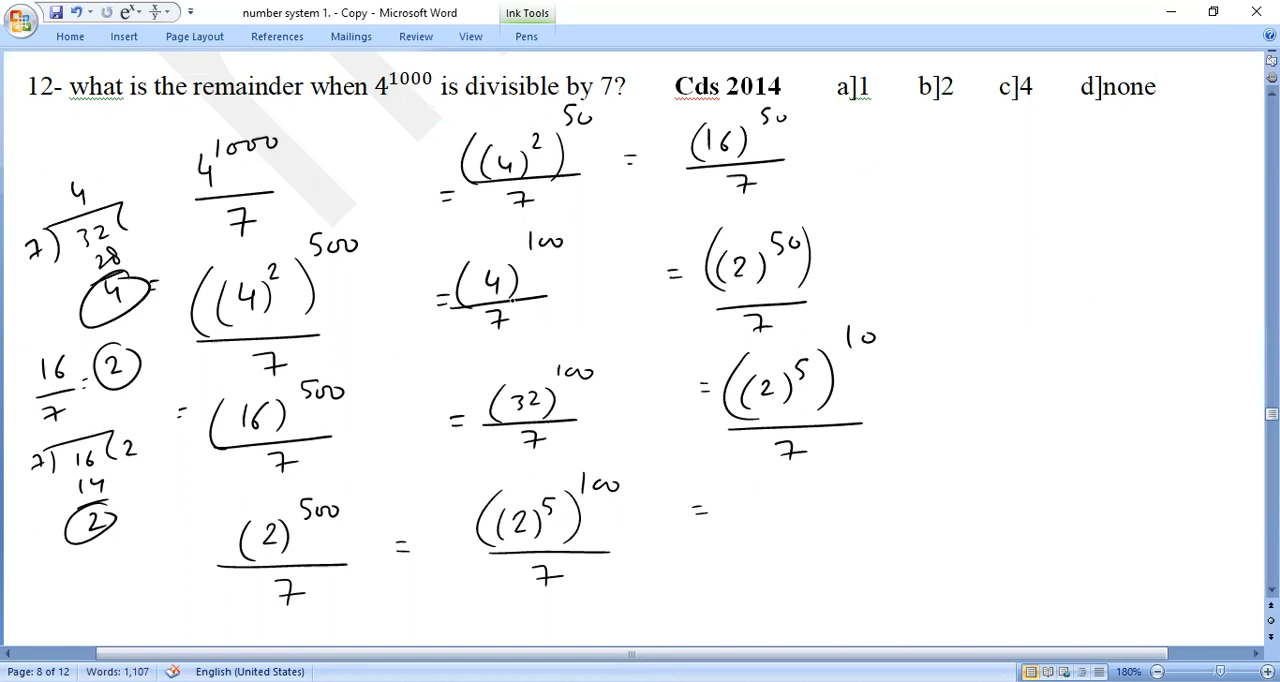 number system 1. - Copy - Microsoft Word
Ink Tools
Home Insert Page Layout References Mailings Review View Pens
12- what is the remainder when 4^1000 is divisible by 7? Cds 2014 a]1 b]2 c]4 d]none
4^1000 / 7
= ((4)^2)^500 / 7
= (16)^500 / 7
(2)^500 / 7
= ((2)^5)^100 / 7
= (32)^100 / 7
= (4)^100 / 7
= ((4)^2)^50 / 7
= (16)^50 / 7
= ((2)^50) / 7
= ((2)^5)^10 / 7
=
4
7) 32 (
28
4
16 / 7 = 2
7) 16 ( 2
14
2
Page: 8 of 12 Words: 1,107 English (United States) 180%